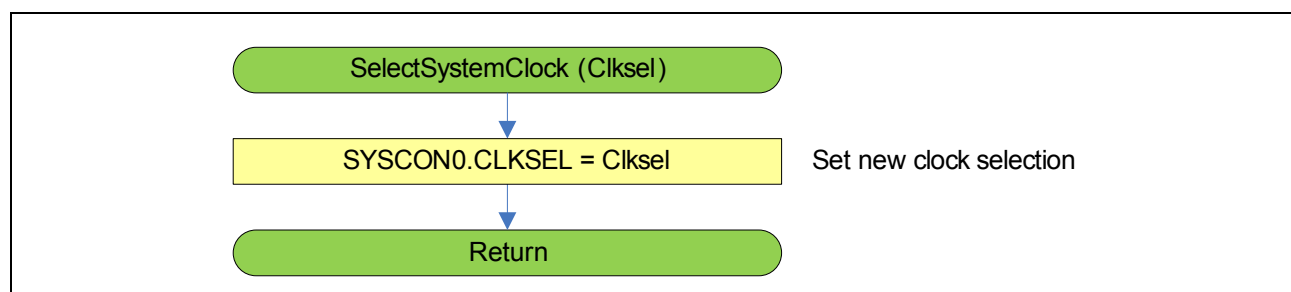 SelectSystemClock (Clksel)
SYSCON0.CLKSEL = Clksel
Set new clock selection
Return